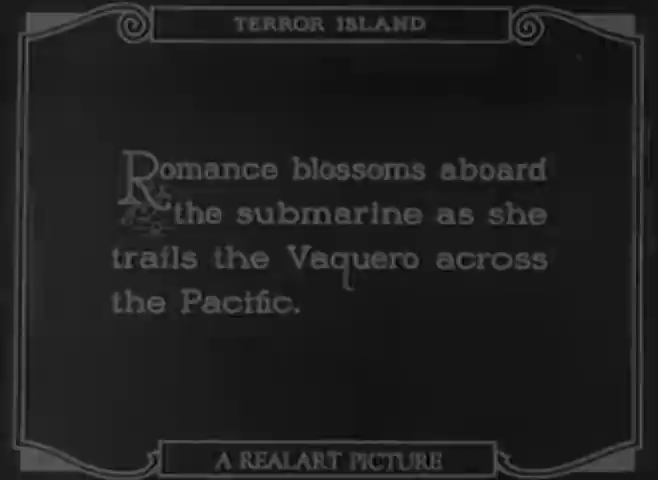 TERROR ISLAND
Romance blossoms aboard
the submarine as she
trails the Vaquero across
the Pacific.
A REALART PICTURE